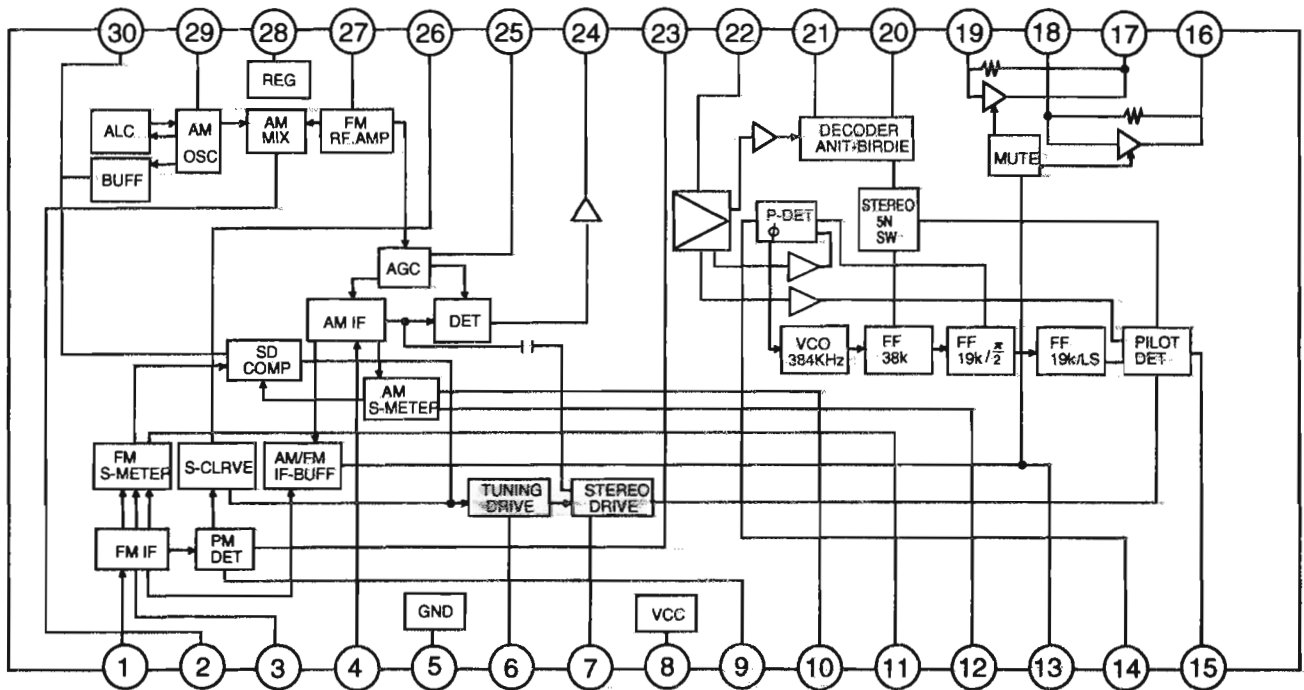 30 29 28 27 26 25 24 23 22 21 20 19 18 17 16
REG
ALC
AM
OSC
AM
MIX
FM
RF.AMP
BUFF
DECODER
ANIT-BIRDIE
MUTE
STEREO
5N
SW
P-DET
ϕ
AGC
AM IF
DET
SD
COMP
AM
S-METER
VCO
384KHz
FF
38k
FF
19k/π/2
FF
19k/LS
PILOT
DET
FM
S-METER
S-CLRVE
AM/FM
IF-BUFF
TUNING
DRIVE
STEREO
DRIVE
FM IF
PM
DET
GND
VCC
1 2 3 4 5 6 7 8 9 10 11 12 13 14 15